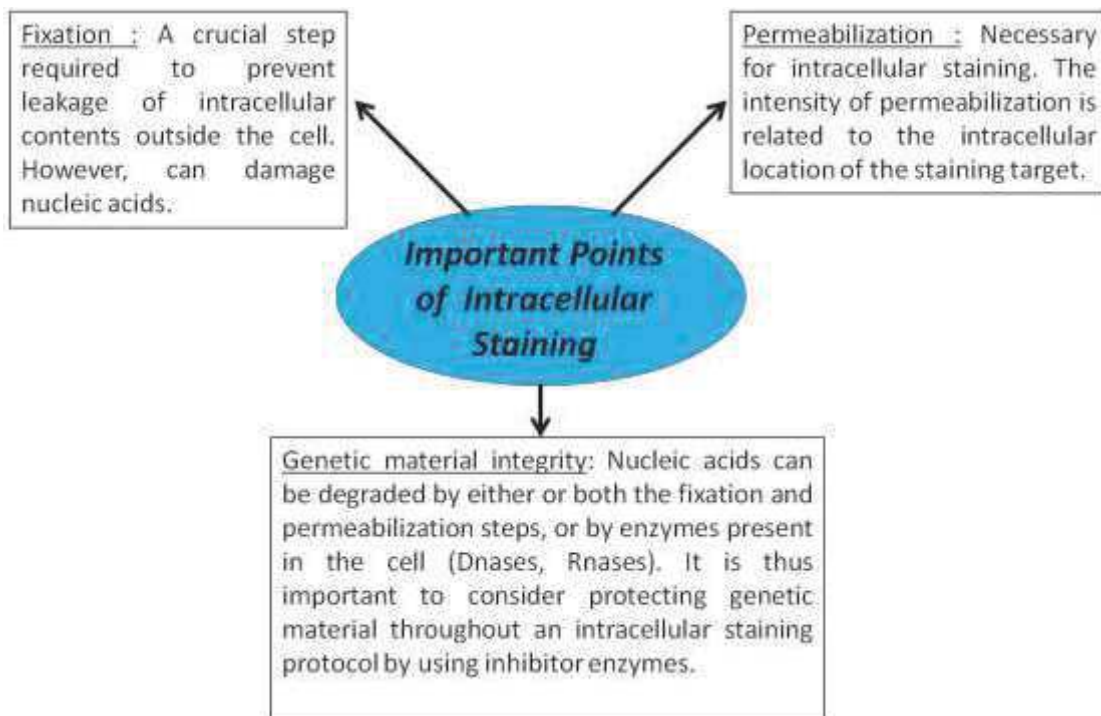 Fixation : A crucial step
required to prevent
leakage of intracellular
contents outside the cell.
However, can damage
nucleic acids.
Permeabilization : Necessary
for intracellular staining. The
intensity of permeabilization is
related to the intracellular
location of the staining target.
Important Points
of Intracellular
Staining
Genetic material integrity: Nucleic acids can
be degraded by either or both the fixation and
permeabilization steps, or by enzymes present
in the cell (Dnases, Rnases). It is thus
important to consider protecting genetic
material throughout an intracellular staining
protocol by using inhibitor enzymes.